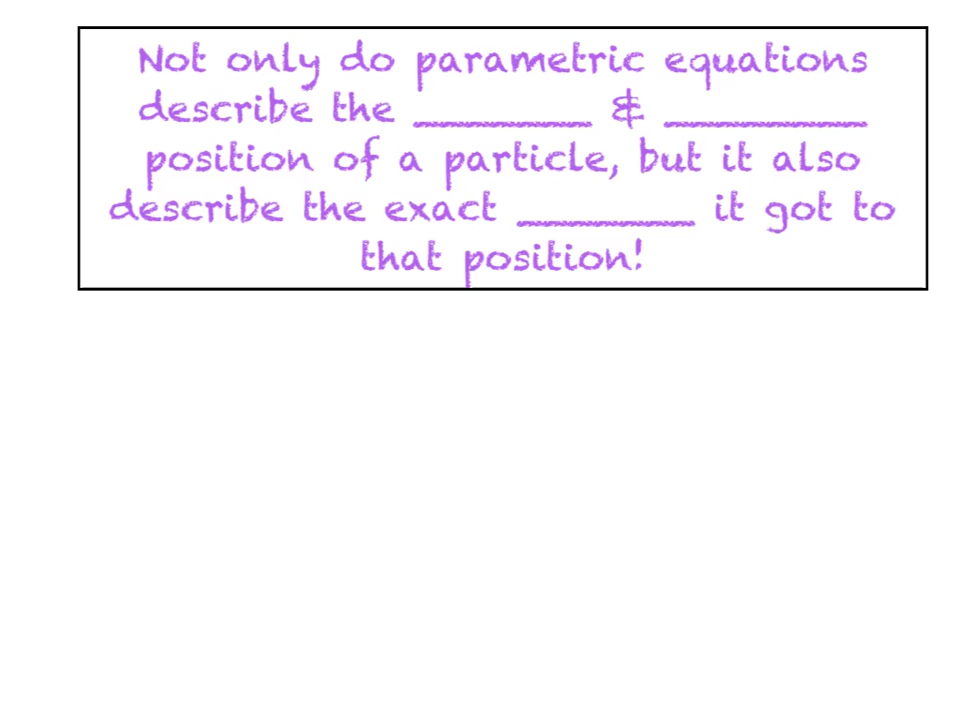 Not only do parametric equations
describe the _______ & ________
position of a particle, but it also
describe the exact _______ it got to
that position!